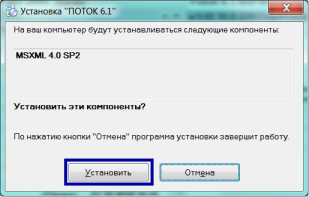 Установка "ПОТОК 6.1"
На ваш компьютер будут устанавливаться следующие компоненты:
MSXML 4.0 SP2
Установить эти компоненты?
По нажатию кнопки "Отмена" программа установки завершит работу.
Установить
Отмена